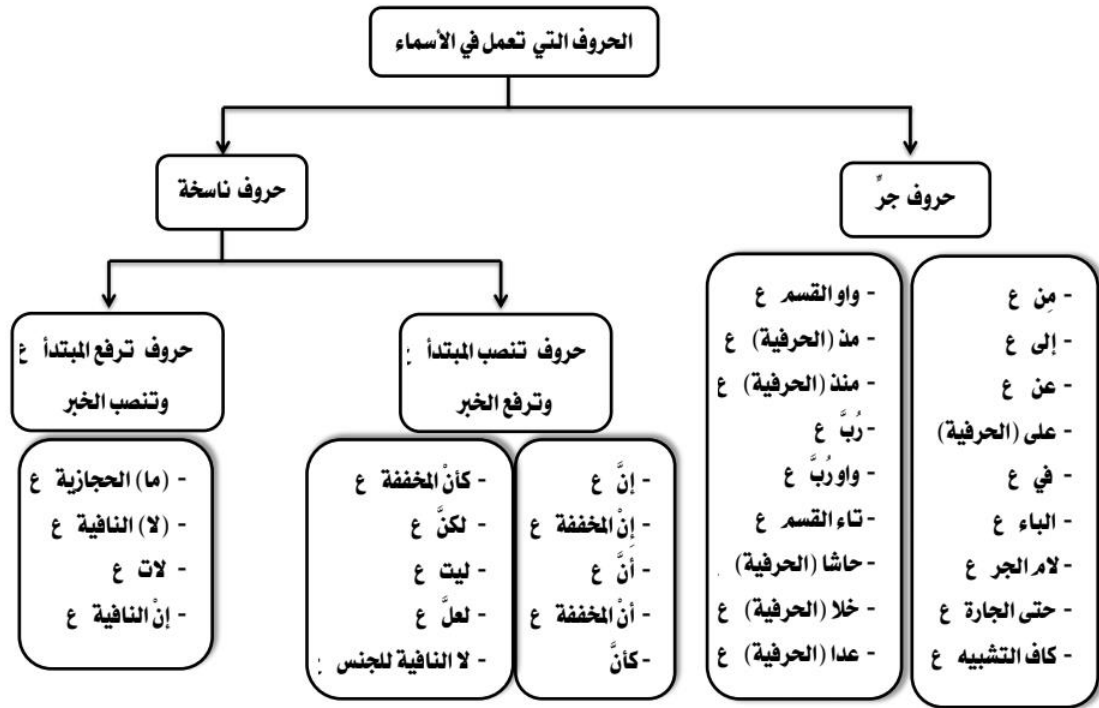 الحروف التي تعمل في الأسماء
حروف جرٍّ
- مِن ع
- إلى ع
- عن ع
- على (الحرفية)
- في ع
- الباء ع
- لام الجر ع
- حتى الجارة ع
- كاف التشبيه ع
- واو القسم ع
- مذ (الحرفية) ع
- منذ (الحرفية) ع
- رُبَّ ع
- واو رُبَّ ع
- تاء القسم ع
- حاشا (الحرفية)
- خلا (الحرفية) ع
- عدا (الحرفية) ع
حروف ناسخة
حروف تنصب المبتدأ
وترفع الخبر
- إنَّ ع
- إنْ المخففة ع
- أنَّ ع
- أنْ المخففة ع
- كأنَّ
- كأنْ المخففة ع
- لكنَّ ع
- ليت ع
- لعلَّ ع
- لا النافية للجنس
حروف ترفع المبتدأ ع
وتنصب الخبر
- (ما) الحجازية ع
- (لا) النافية ع
- لات ع
- إنْ النافية ع